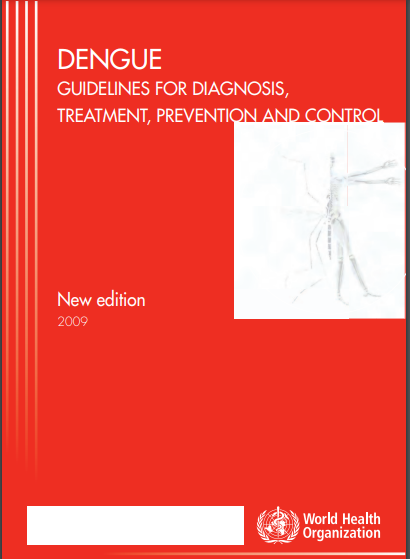 DENGUE
GUIDELINES FOR DIAGNOSIS,
TREATMENT, PREVENTION AND CONTROL
New edition
2009
World Health
Organization